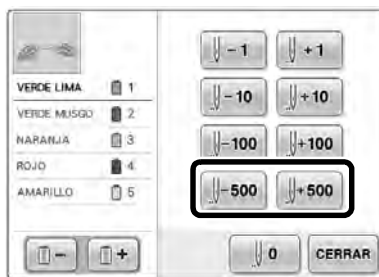 VERDE LIMA 1
VERDE MUSGO 2
NARANJA 3
ROJO 4
AMARILLO 5
- +
-1 +1
-10 +10
-100 +100
-500 +500
0 CERRAR